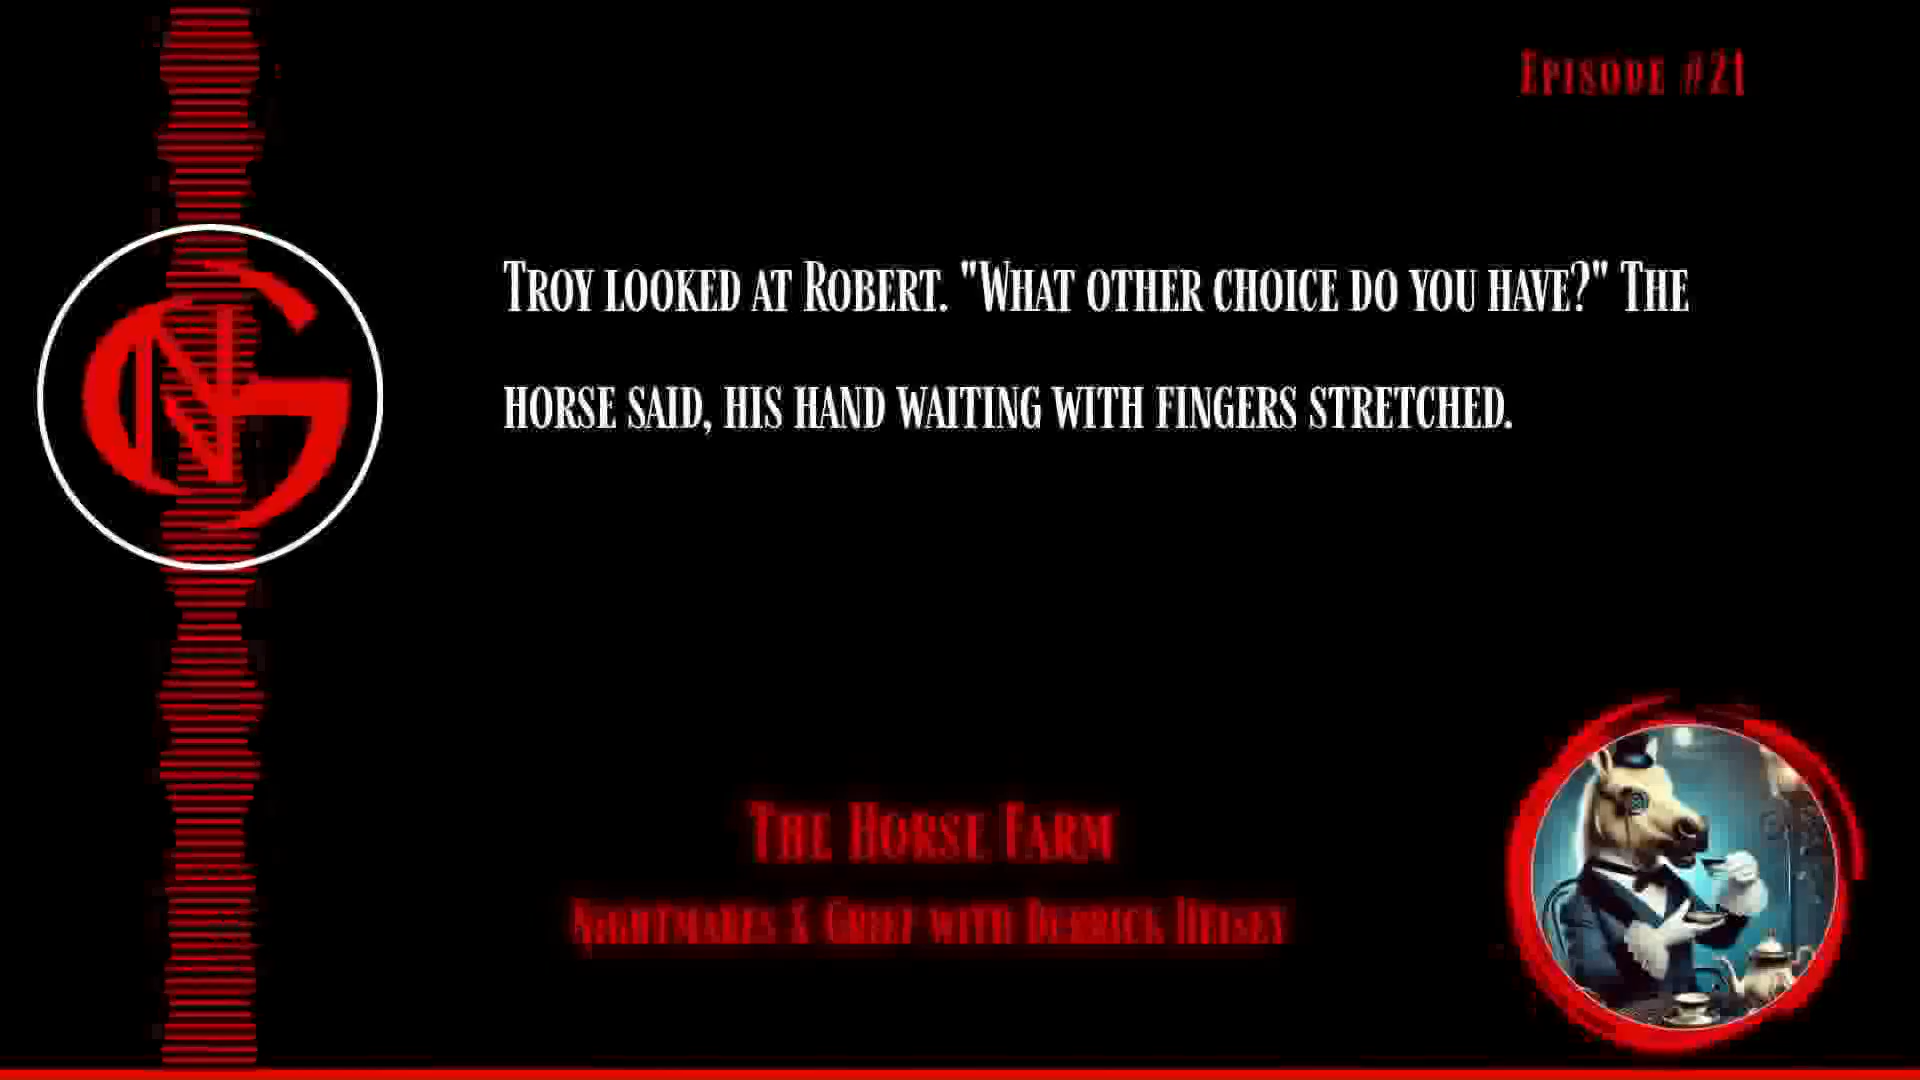 Episode #21
Troy looked at Robert. "What other choice do you have?" The
horse said, his hand waiting with fingers stretched.
The Horse Farm
Nightmares & Grief with Derrick Heisey
NG